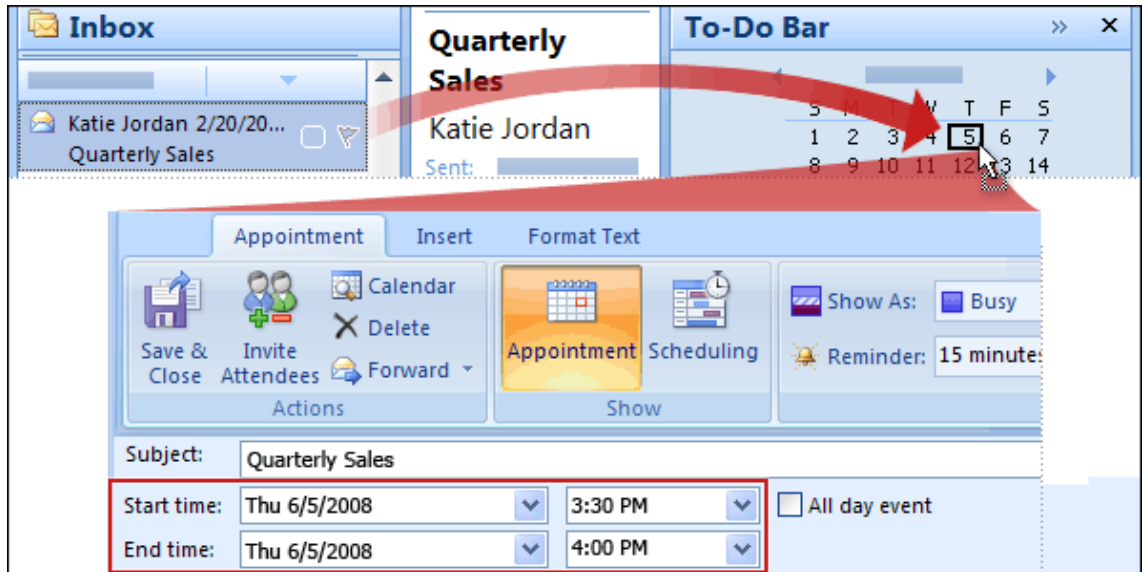 Inbox
Katie Jordan 2/20/20...
Quarterly Sales
Quarterly
Sales
Katie Jordan
Sent:
To-Do Bar
S M T W T F S
1 2 3 4 5 6 7
8 9 10 11 12 13 14
Appointment Insert Format Text
Save &
Close
Invite
Attendees
Calendar
Delete
Forward
Actions
Appointment Scheduling
Show
Show As: Busy
Reminder: 15 minutes
Subject: Quarterly Sales
Start time: Thu 6/5/2008 3:30 PM All day event
End time: Thu 6/5/2008 4:00 PM